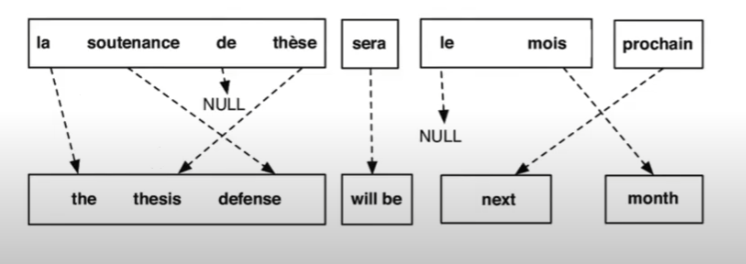 la soutenance de thèse sera le mois prochain
NULL
NULL
the thesis defense will be next month